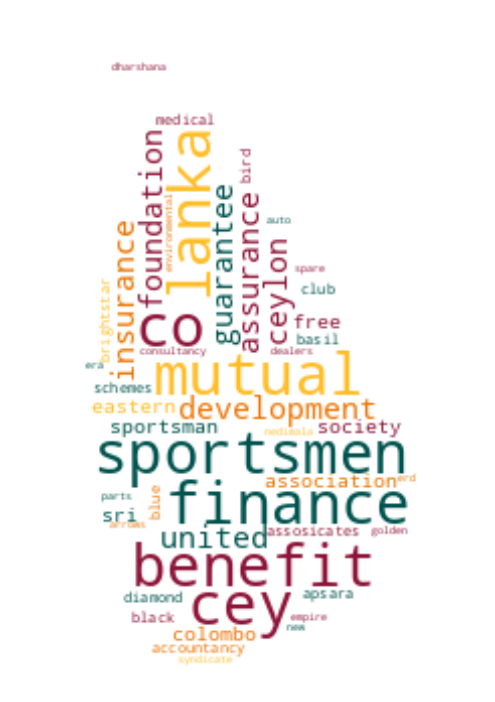 dharshana
medical
foundation
lanka
environmental
bird
guarantee
assurance
auto
insurance
ceylon
spare
brightstar
club
co
free
basil
consultancy
dealers
era
mutual
schemes
eastern
development
sportsman
nedimala
society
sportsmen
association
erd
finance
parts
blue
sri
arrows
united
assosicates
golden
benefit
diamond
cey
apsara
black
empire
new
colombo
accountancy
syndicate